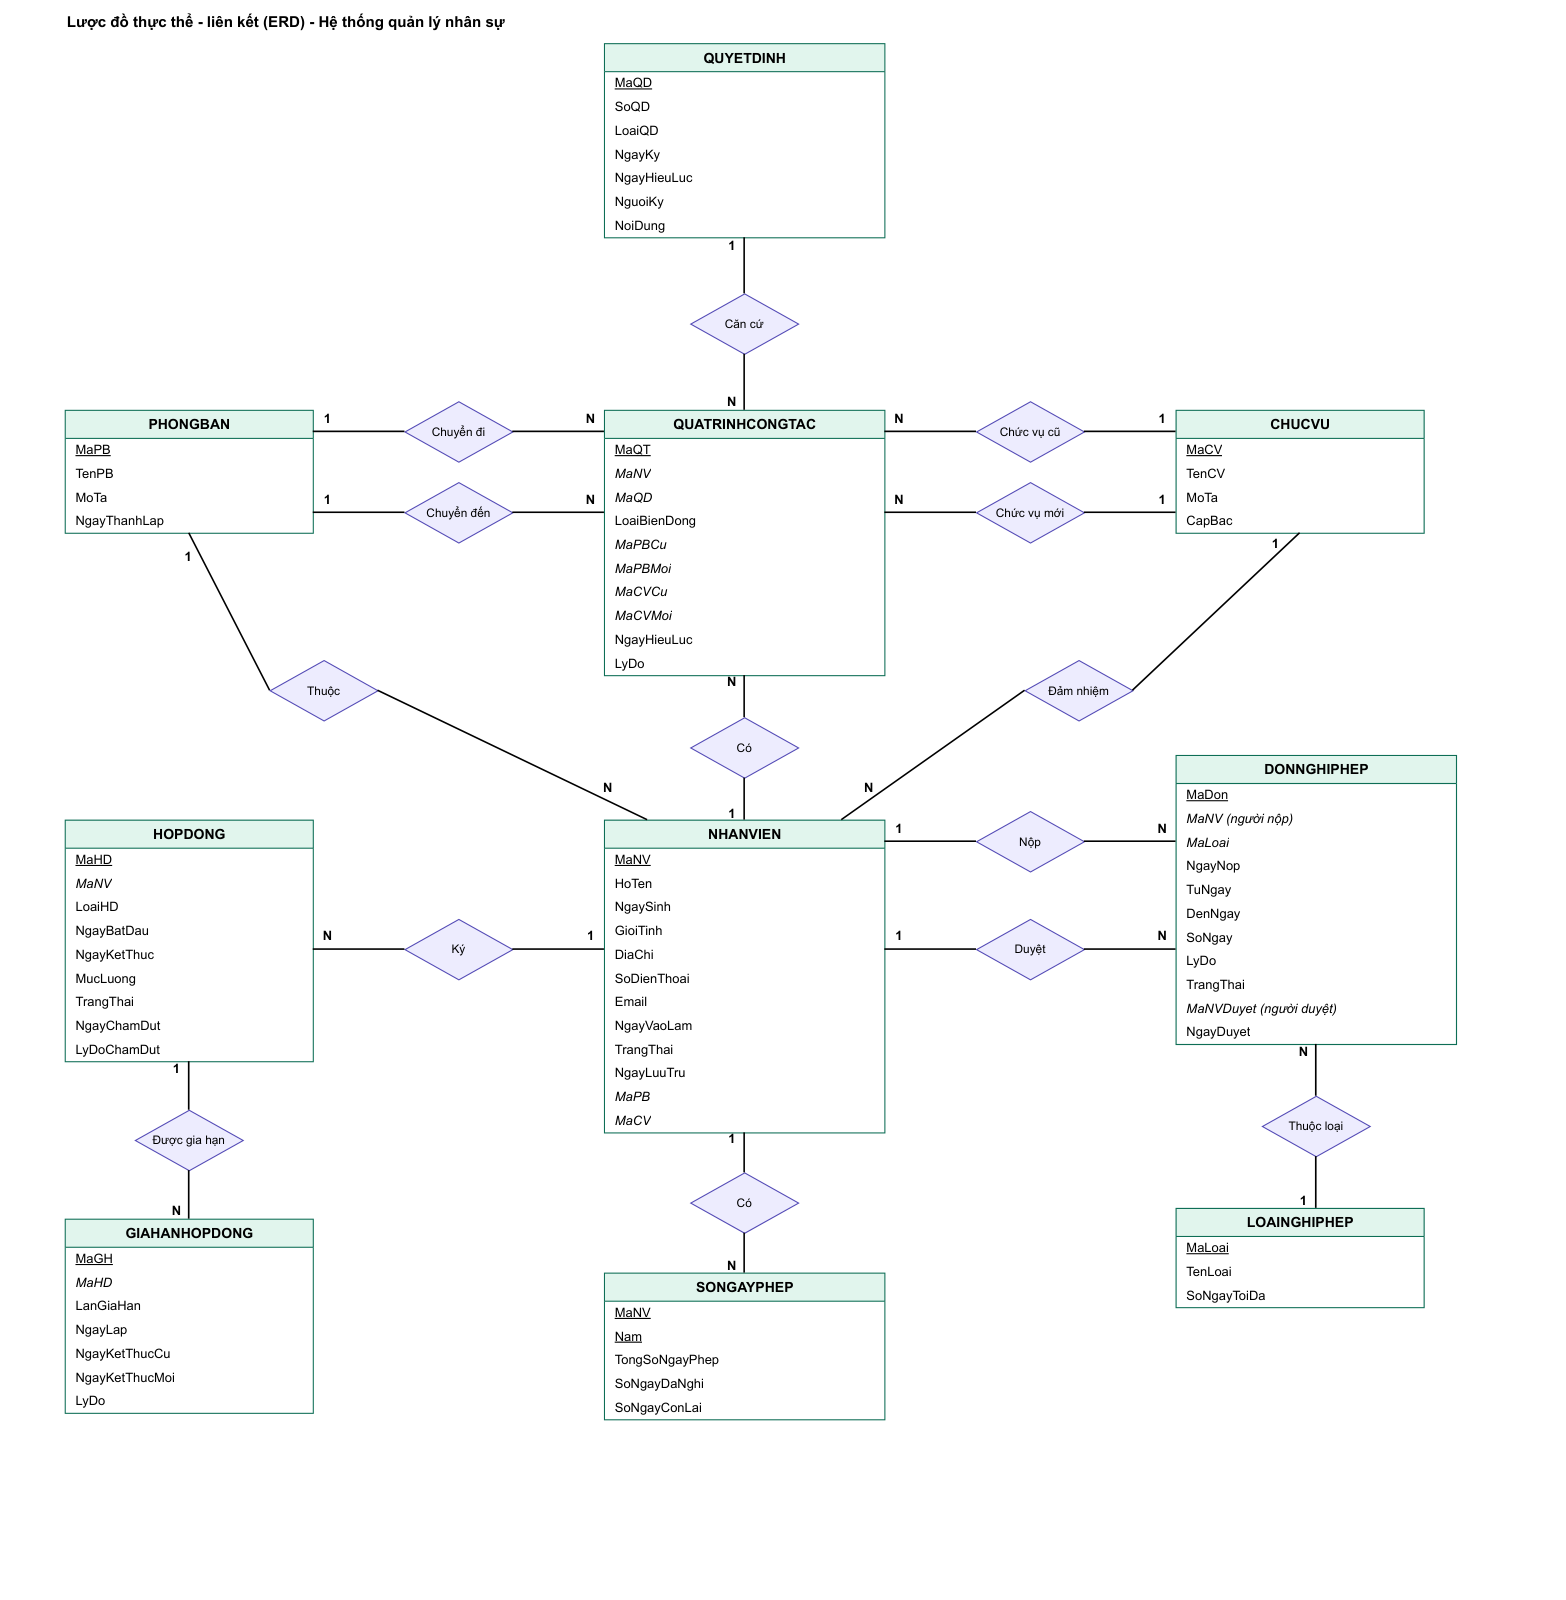 Lược đồ thực thể - liên kết (ERD) - Hệ thống quản lý nhân sự
QUYETDINH
MaQD
SoQD
LoaiQD
NgayKy
NgayHieuLuc
NguoiKy
NoiDung
1
Căn cứ
N
PHONGBAN
MaPB
TenPB
MoTa
NgayThanhLap
1
Chuyển đi
N
1
Chuyển đến
N
QUATRINHCONGTAC
MaQT
MaNV
MaQD
LoaiBienDong
MaPBCu
MaPBMoi
MaCVCu
MaCVMoi
NgayHieuLuc
LyDo
N
Chức vụ cũ
1
N
Chức vụ mới
1
CHUCVU
MaCV
TenCV
MoTa
CapBac
1
Thuộc
N
N
Có
1
1
Đảm nhiệm
N
HOPDONG
MaHD
MaNV
LoaiHD
NgayBatDau
NgayKetThuc
MucLuong
TrangThai
NgayChamDut
LyDoChamDut
N
Ký
1
NHANVIEN
MaNV
HoTen
NgaySinh
GioiTinh
DiaChi
SoDienThoai
Email
NgayVaoLam
TrangThai
NgayLuuTru
MaPB
MaCV
1
Nộp
N
1
Duyệt
N
DONNGHIPHEP
MaDon
MaNV (người nộp)
MaLoai
NgayNop
TuNgay
DenNgay
SoNgay
LyDo
TrangThai
MaNVDuyet (người duyệt)
NgayDuyet
1
Được gia hạn
N
GIAHANHOPDONG
MaGH
MaHD
LanGiaHan
NgayLap
NgayKetThucCu
NgayKetThucMoi
LyDo
1
Có
N
SONGAYPHEP
MaNV
Nam
TongSoNgayPhep
SoNgayDaNghi
SoNgayConLai
N
Thuộc loại
1
LOAINGHIPHEP
MaLoai
TenLoai
SoNgayToiDa